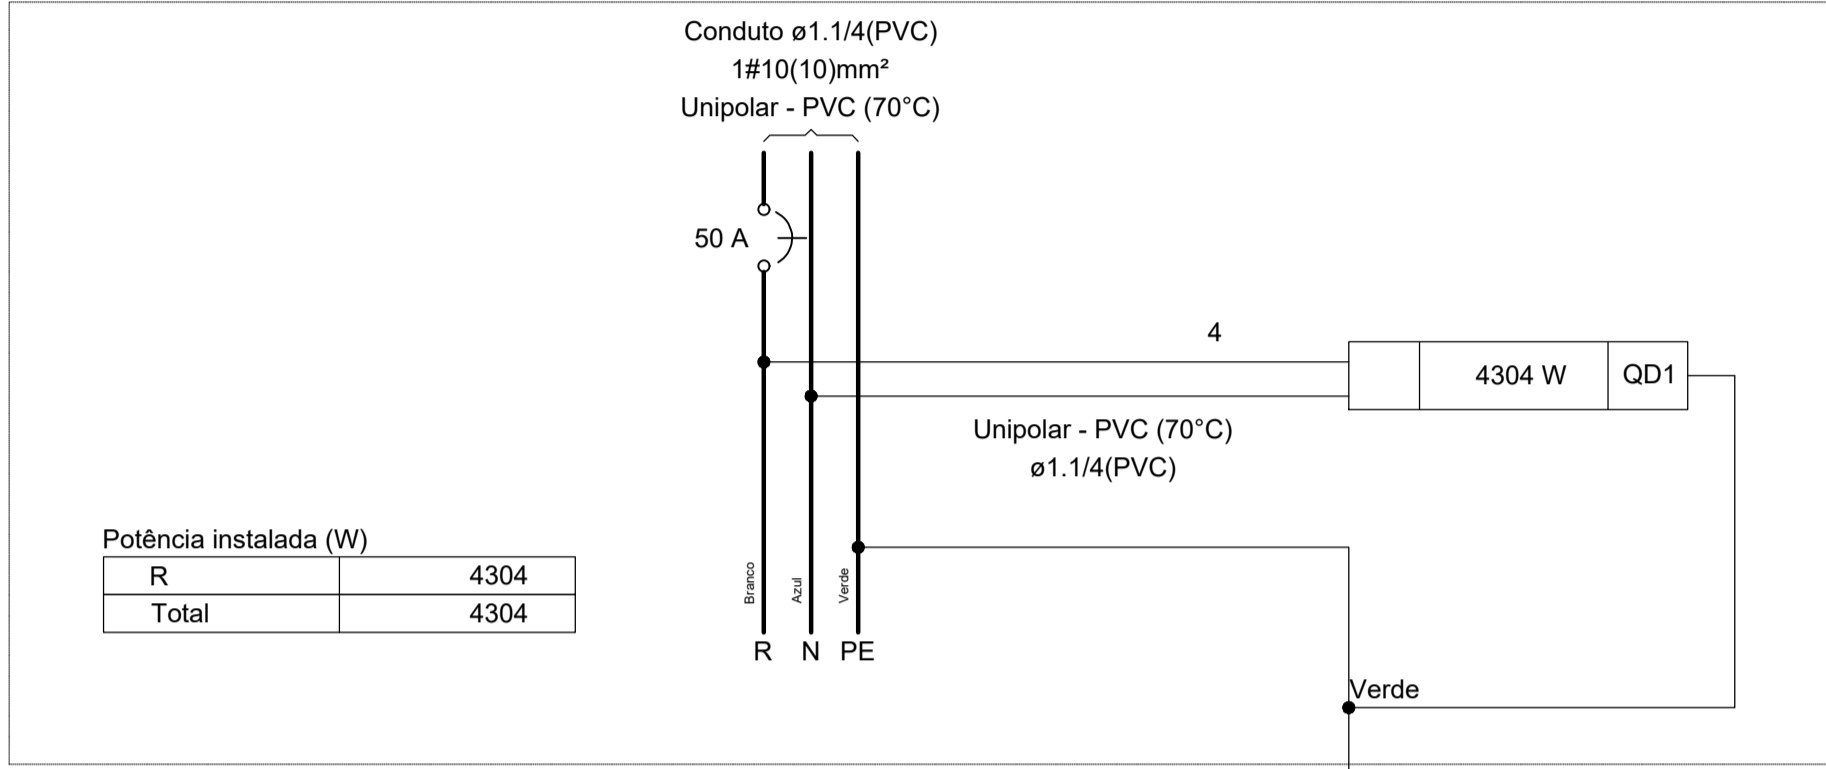 Conduto ø1.1/4(PVC)
1#10(10)mm²
Unipolar - PVC (70°C)
50 A
4
4304 W
QD1
Unipolar - PVC (70°C)
ø1.1/4(PVC)
Potência instalada (W)
R 4304
Total 4304
Branco
Azul
Verde
R N PE
Verde